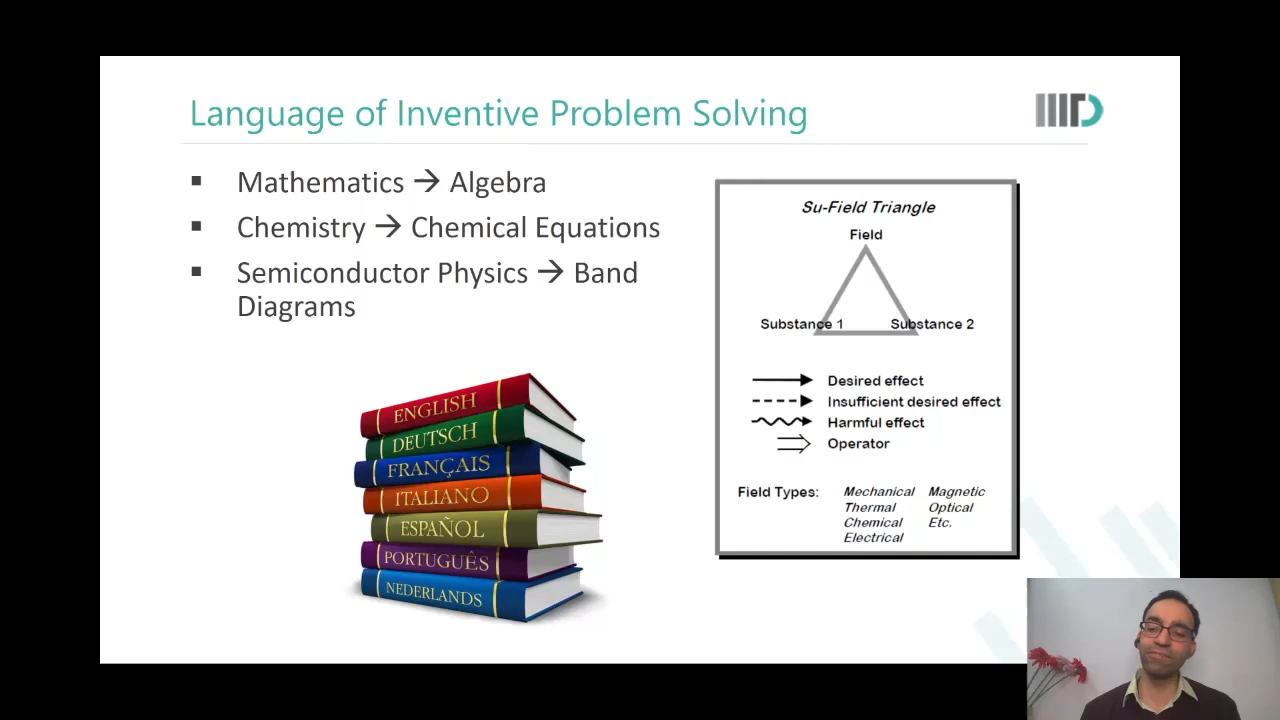 Language of Inventive Problem Solving
IIITD
▪ Mathematics → Algebra
▪ Chemistry → Chemical Equations
▪ Semiconductor Physics → Band
Diagrams
ENGLISH
DEUTSCH
FRANÇAIS
ITALIANO
ESPAÑOL
PORTUGUÊS
NEDERLANDS
Su-Field Triangle
Field
Substance 1 Substance 2
Desired effect
Insufficient desired effect
Harmful effect
Operator
Field Types: Mechanical Magnetic
Thermal Optical
Chemical Etc.
Electrical